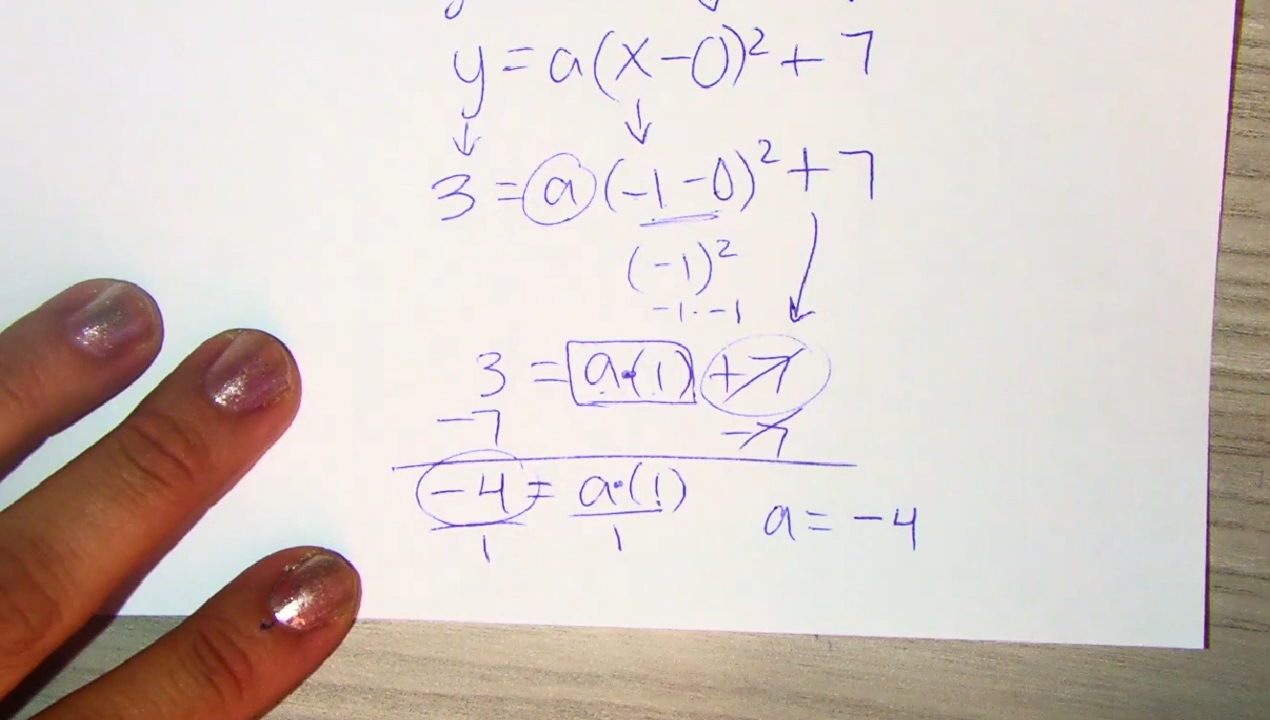 y = a(x-0)² + 7
3 = a(-1-0)² + 7
(-1)²
-1·-1
3 = a·(1) +7
-7 -7
-4 = a·(1) a = -4
1 1